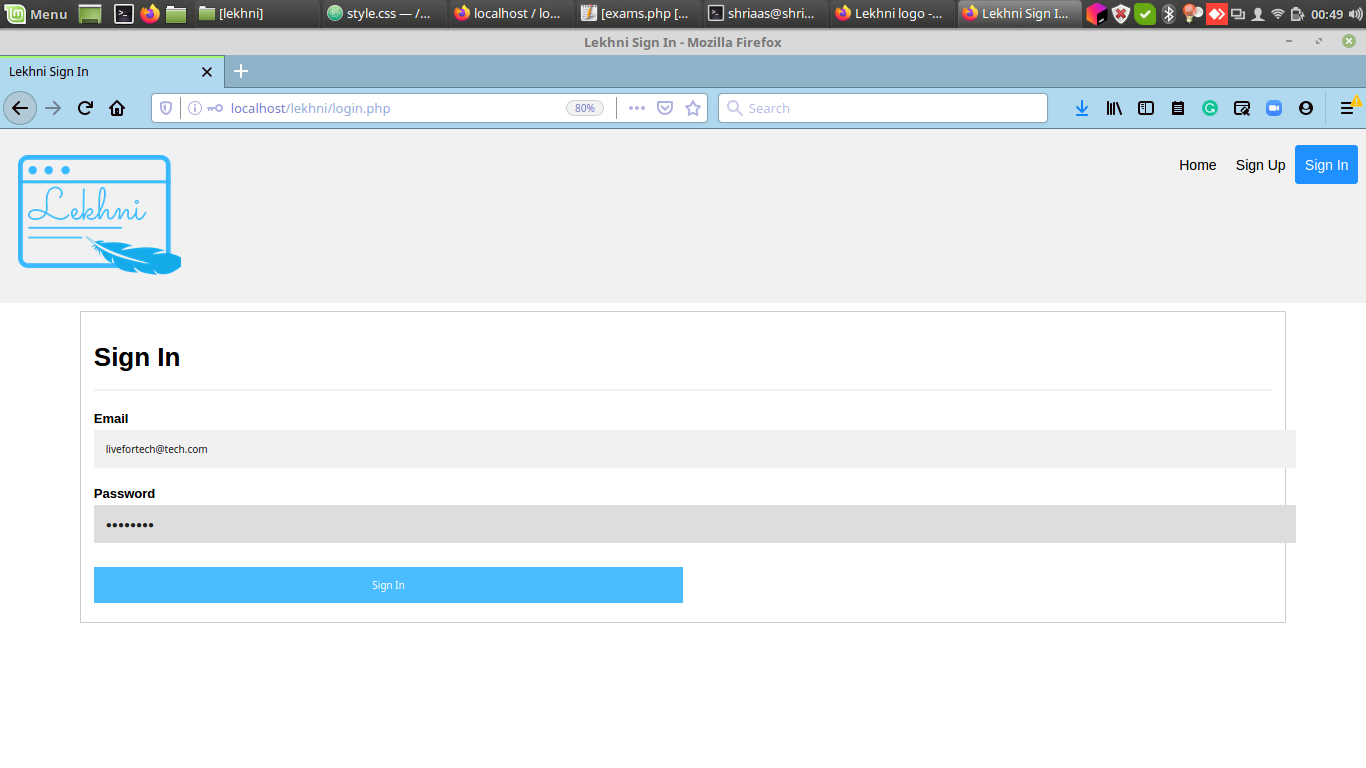 Menu [lekhni] style.css — /... localhost / lo... [exams.php [... shriaas@shri... Lekhni logo -... Lekhni Sign I... 00:49
Lekhni Sign In - Mozilla Firefox
Lekhni Sign In
localhost/lekhni/login.php 80% Search
Home Sign Up Sign In
Lekhni
Sign In
Email
livefortech@tech.com
Password
••••••••
Sign In